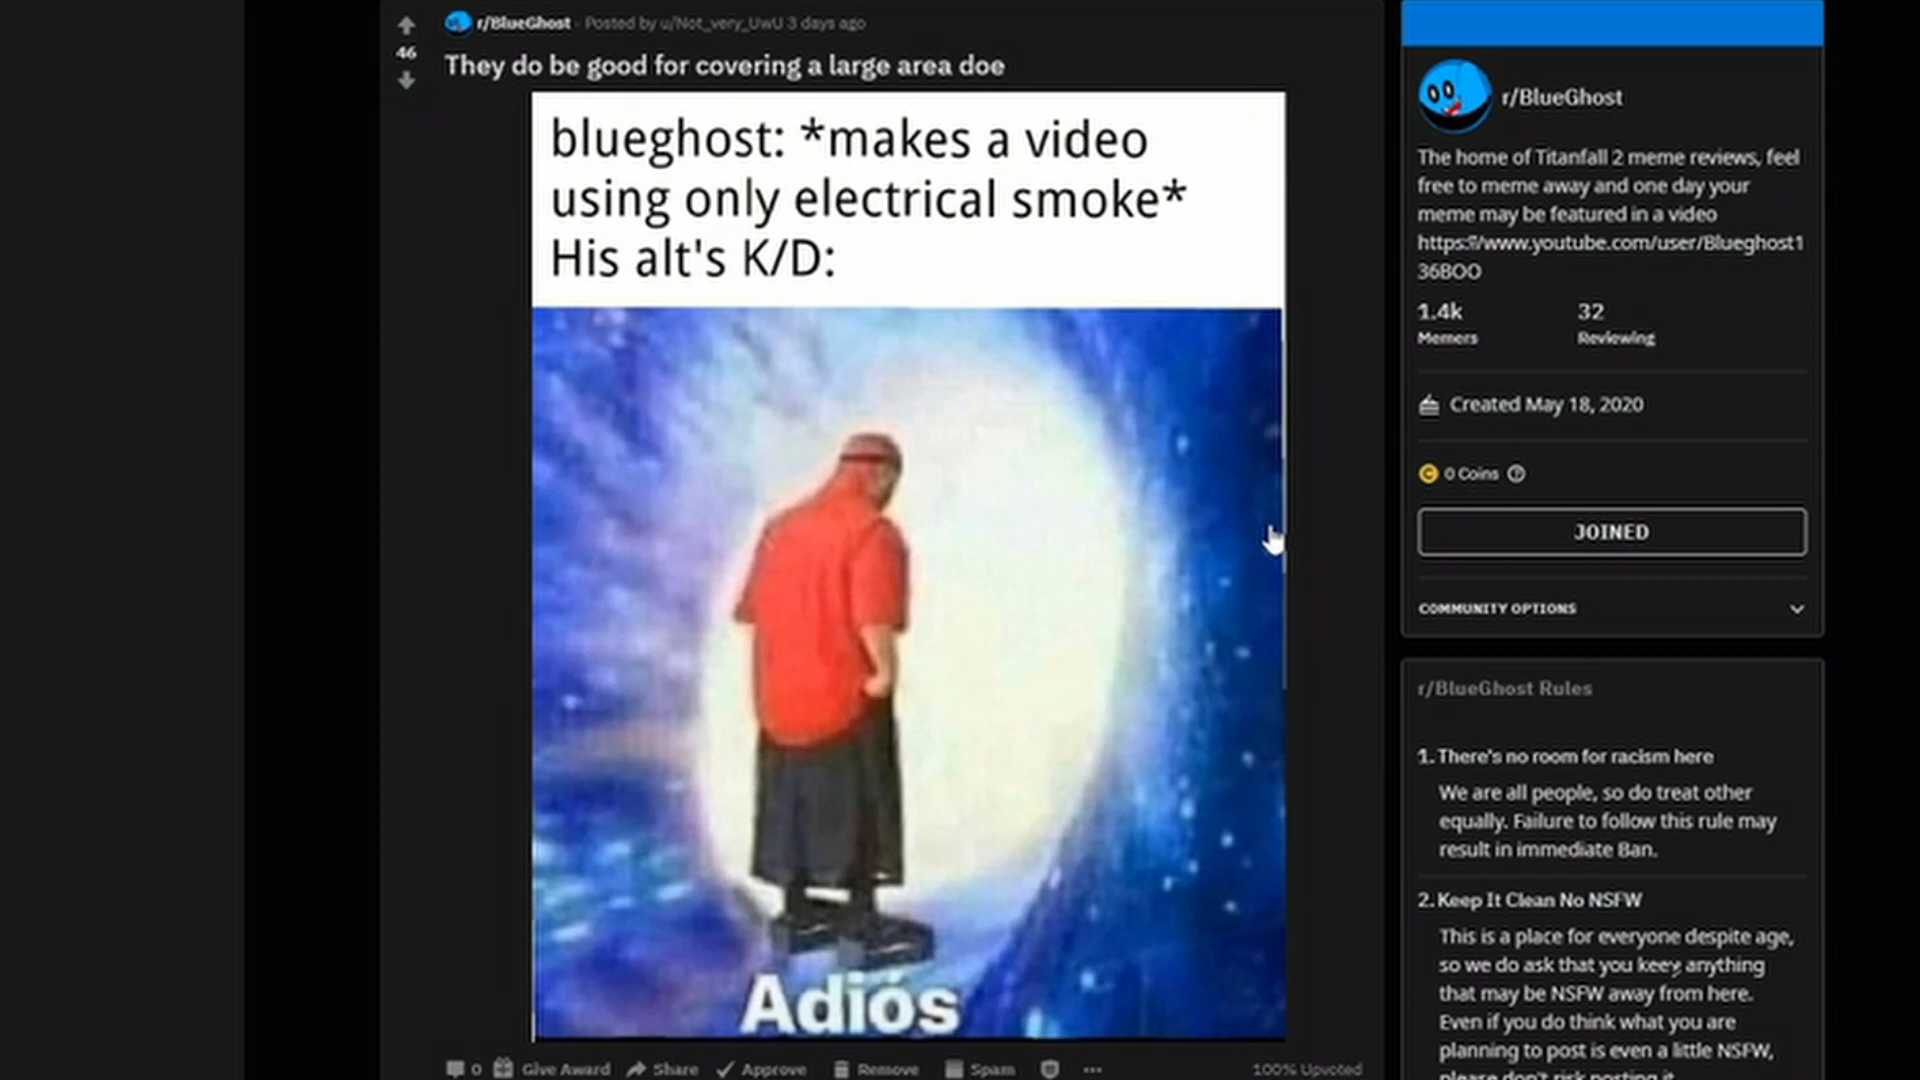 r/BlueGhost · Posted by u/Not_very_UwU 3 days ago
46
They do be good for covering a large area doe
blueghost: *makes a video
using only electrical smoke*
His alt's K/D:
Adiós
0 Give Award Share Approve Remove Spam ••• 100% Upvoted
r/BlueGhost
The home of Titanfall 2 meme reviews, feel
free to meme away and one day your
meme may be featured in a video
https://www.youtube.com/user/Blueghost1
36BOO
1.4k 32
Memers Reviewing
Created May 18, 2020
0 Coins
JOINED
COMMUNITY OPTIONS
r/BlueGhost Rules
1. There's no room for racism here
We are all people, so do treat other
equally. Failure to follow this rule may
result in immediate Ban.
2. Keep It Clean No NSFW
This is a place for everyone despite age,
so we do ask that you keep anything
that may be NSFW away from here.
Even if you do think what you are
planning to post is even a little NSFW,
please don't risk posting it